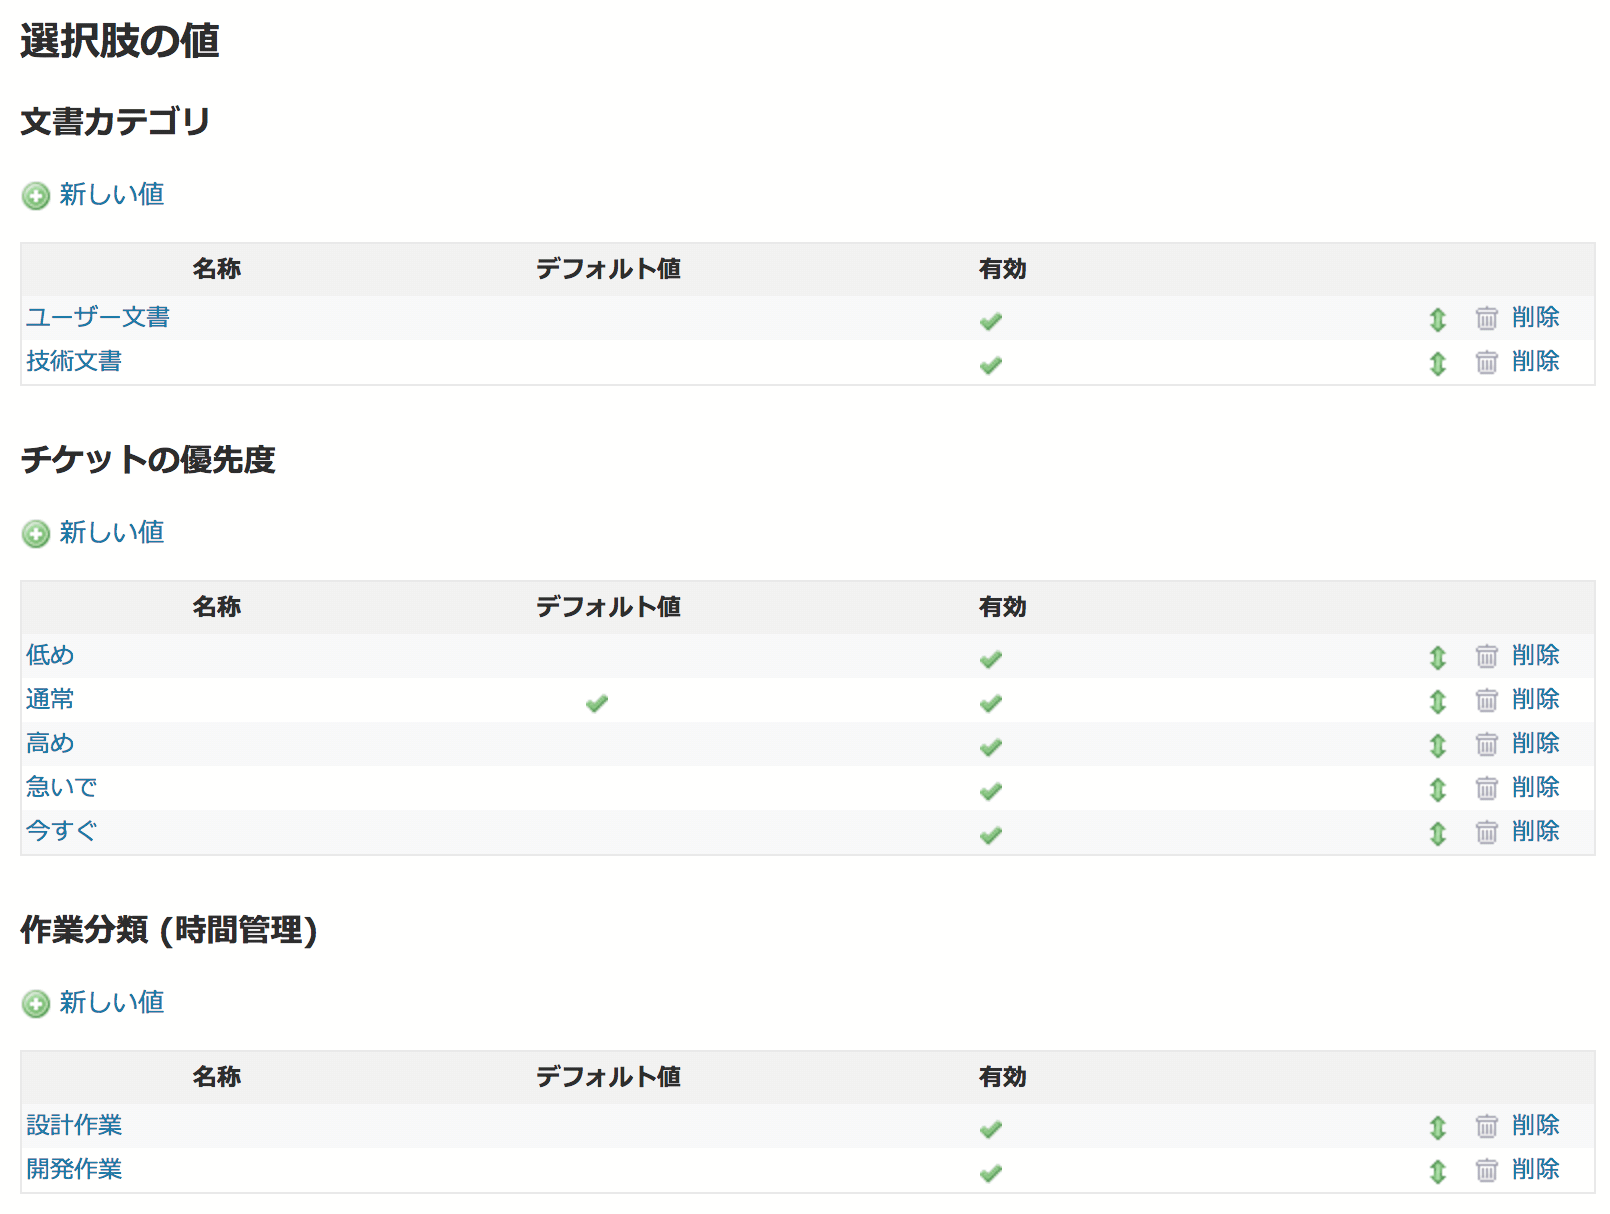 選択肢の値
文書カテゴリ
新しい値
名称 デフォルト値 有効
ユーザー文書 削除
技術文書 削除
チケットの優先度
新しい値
名称 デフォルト値 有効
低め 削除
通常 削除
高め 削除
急いで 削除
今すぐ 削除
作業分類 (時間管理)
新しい値
名称 デフォルト値 有効
設計作業 削除
開発作業 削除